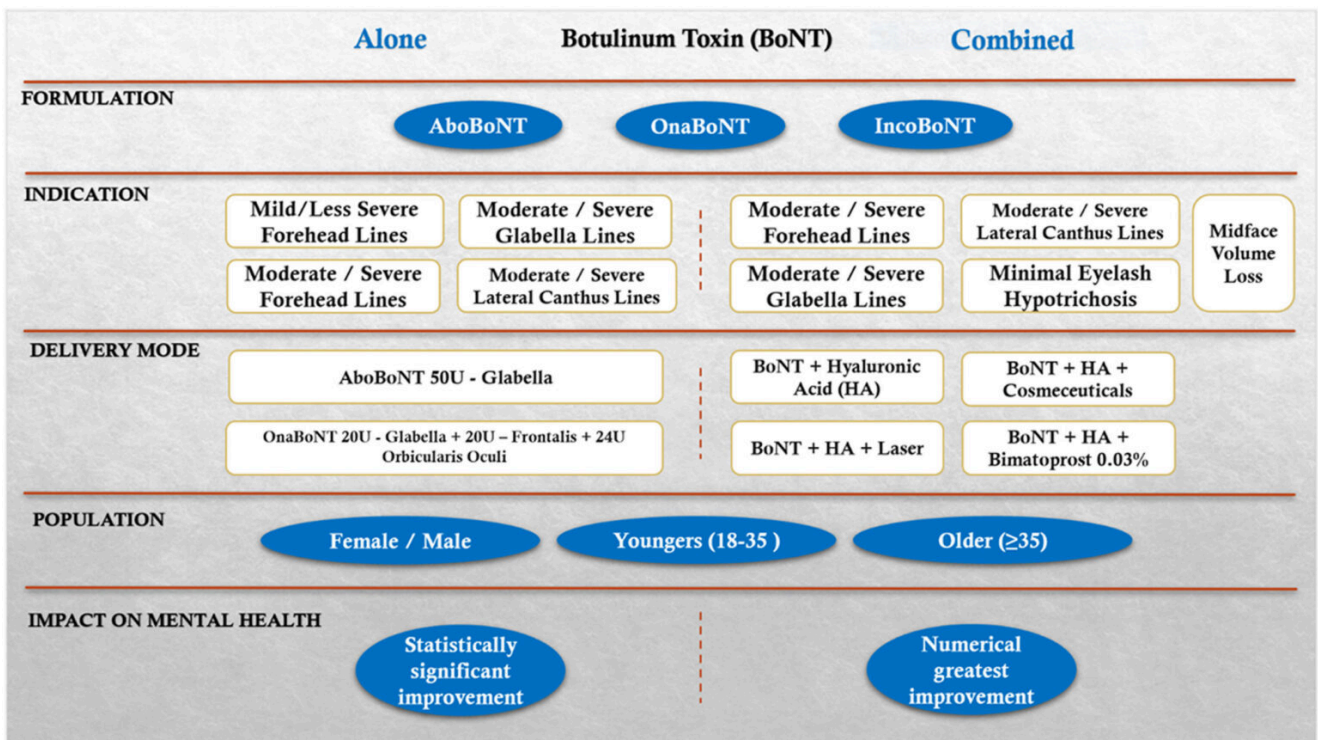 Alone
Botulinum Toxin (BoNT)
Combined
FORMULATION
AboBoNT
OnaBoNT
IncoBoNT
INDICATION
Mild/Less Severe
Forehead Lines
Moderate / Severe
Glabella Lines
Moderate / Severe
Forehead Lines
Moderate / Severe
Lateral Canthus Lines
Moderate / Severe
Forehead Lines
Moderate / Severe
Lateral Canthus Lines
Moderate / Severe
Glabella Lines
Minimal Eyelash
Hypotrichosis
Midface
Volume
Loss
DELIVERY MODE
AboBoNT 50U - Glabella
OnaBoNT 20U - Glabella + 20U – Frontalis + 24U
Orbicularis Oculi
BoNT + Hyaluronic
Acid (HA)
BoNT + HA +
Cosmeceuticals
BoNT + HA + Laser
BoNT + HA +
Bimatoprost 0.03%
POPULATION
Female / Male
Youngers (18-35 )
Older (≥35)
IMPACT ON MENTAL HEALTH
Statistically
significant
improvement
Numerical
greatest
improvement